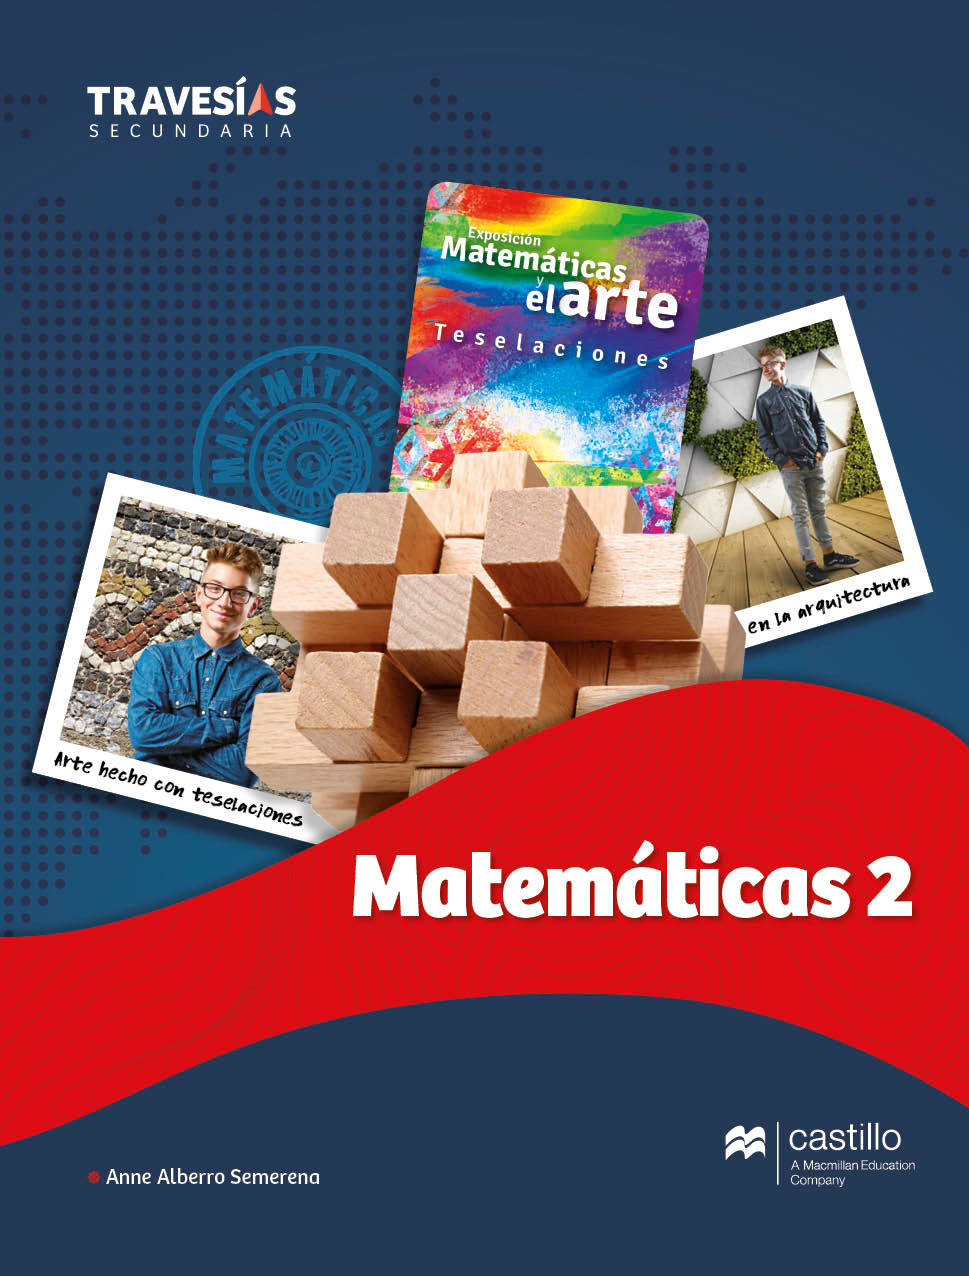 TRAVESÍAS
SECUNDARIA
Exposición
Matemáticas
y
el arte
Teselaciones
MATEMÁTICAS
en la arquitectura
Arte hecho con teselaciones
Matemáticas 2
Anne Alberro Semerena
castillo
A Macmillan Education
Company